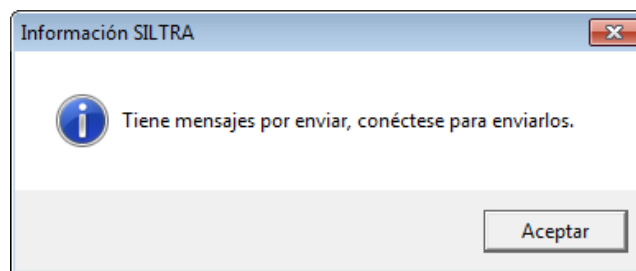 Información SILTRA
Tiene mensajes por enviar, conéctese para enviarlos.
Aceptar